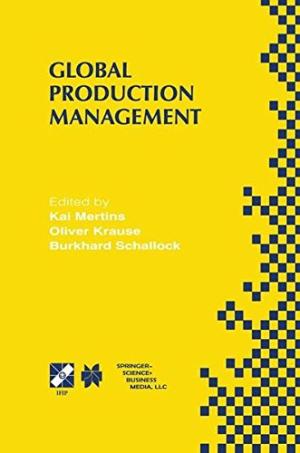 GLOBAL
PRODUCTION
MANAGEMENT
Edited by
Kai Mertins
Oliver Krause
Burkhard Schallock
IFIP
SPRINGER-
SCIENCE+
BUSINESS
MEDIA, LLC